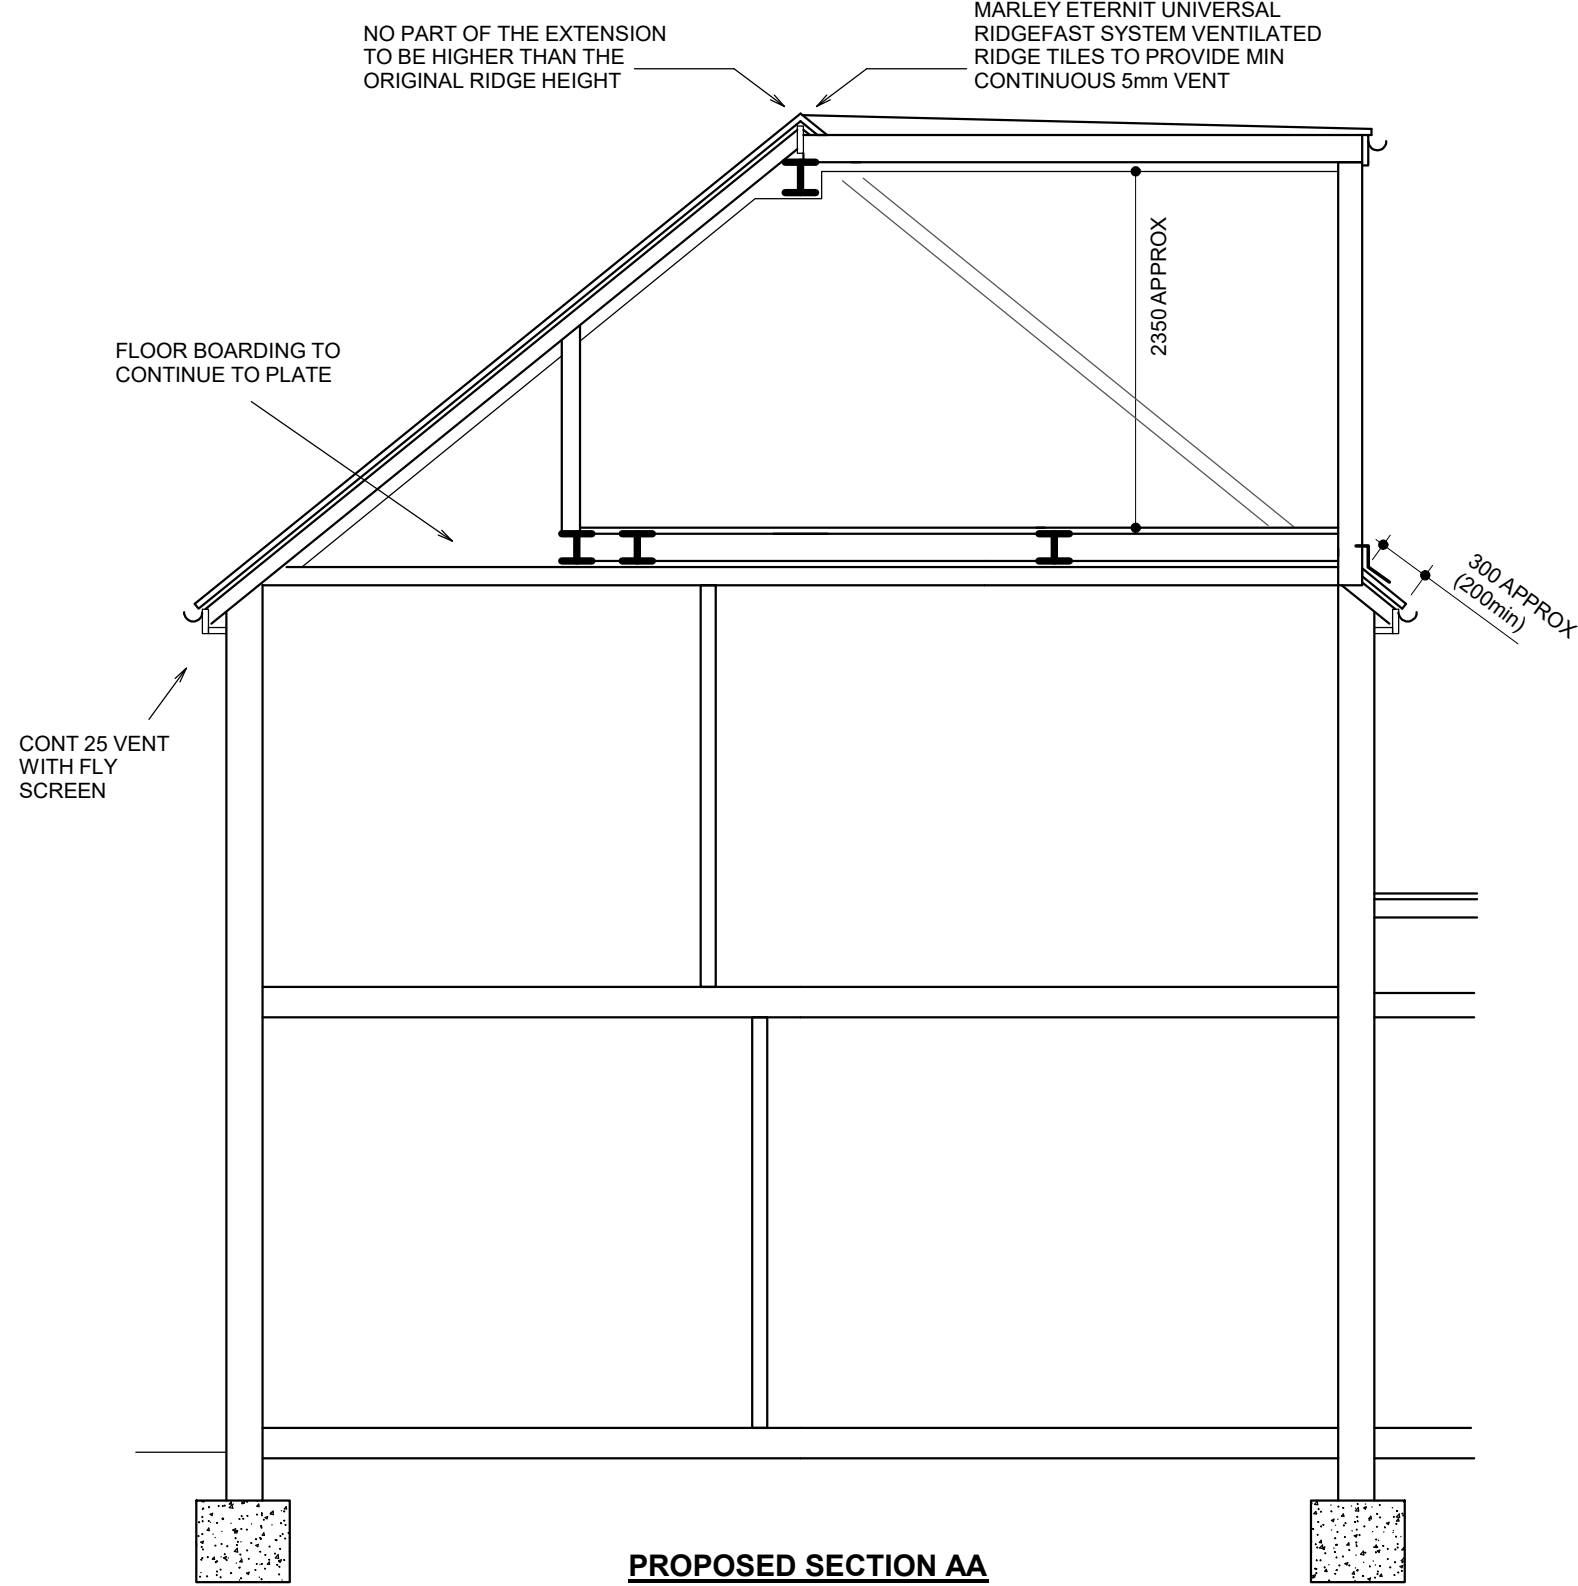 NO PART OF THE EXTENSION
TO BE HIGHER THAN THE
ORIGINAL RIDGE HEIGHT
MARLEY ETERNIT UNIVERSAL
RIDGEFAST SYSTEM VENTILATED
RIDGE TILES TO PROVIDE MIN
CONTINUOUS 5mm VENT
2350 APPROX
FLOOR BOARDING TO
CONTINUE TO PLATE
300 APPROX
(200min)
CONT 25 VENT
WITH FLY
SCREEN
PROPOSED SECTION AA